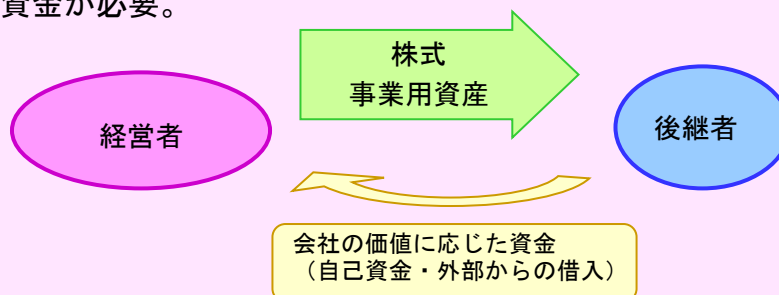 資金が必要。
株式
事業用資産
経営者
後継者
会社の価値に応じた資金
（自己資金・外部からの借入）